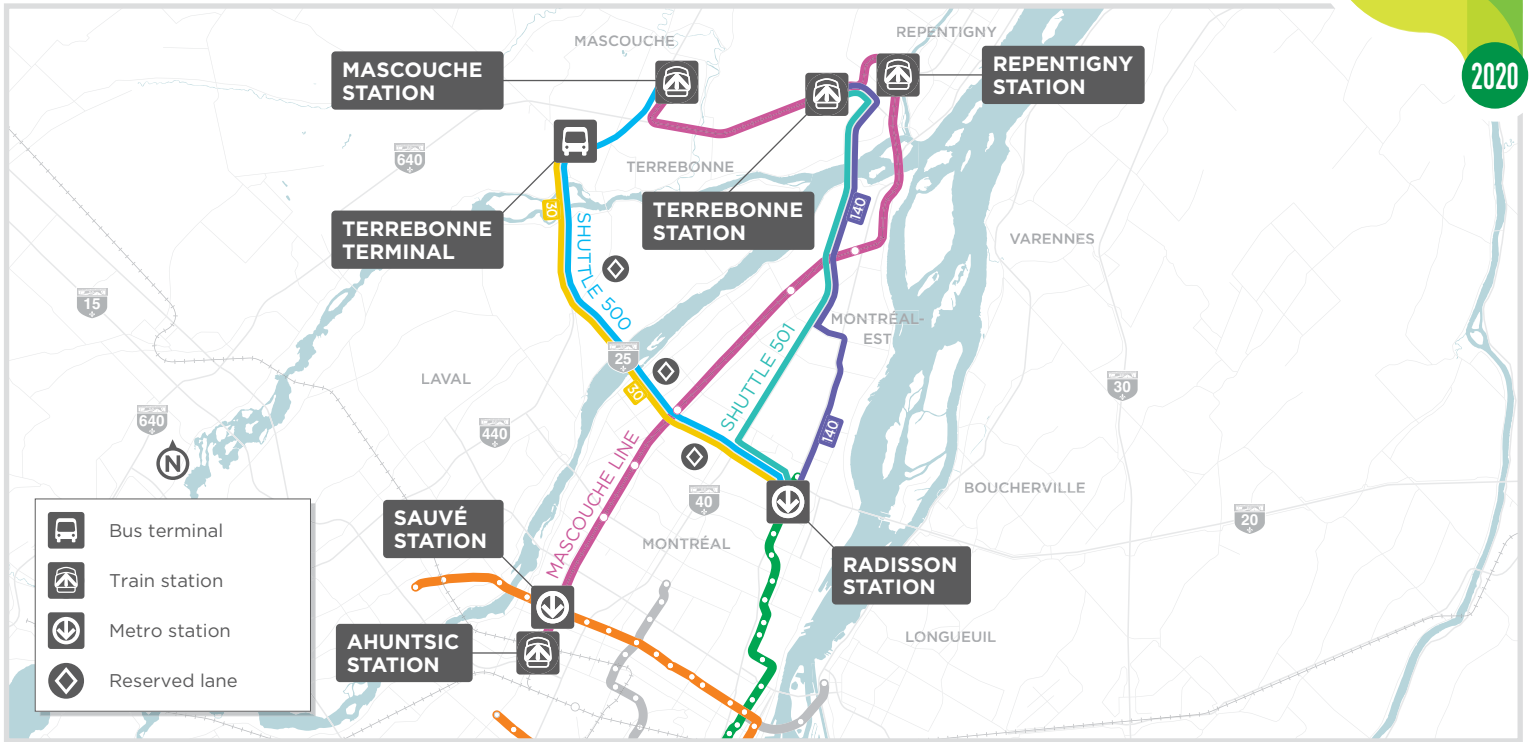 MASCOUCHE
REPENTIGNY
2020
MASCOUCHE
STATION
REPENTIGNY
STATION
640
TERREBONNE
TERREBONNE
STATION
30
140
TERREBONNE
TERMINAL
VARENNES
SHUTTLE 500
15
MONTRÉAL-
EST
25
SHUTTLE 501
LAVAL
30
30
640
440
140
N
MASCOUCHE LINE
40
BOUCHERVILLE
20
SAUVÉ
STATION
MONTRÉAL
RADISSON
STATION
AHUNTSIC
STATION
LONGUEUIL
Bus terminal
Train station
Metro station
Reserved lane